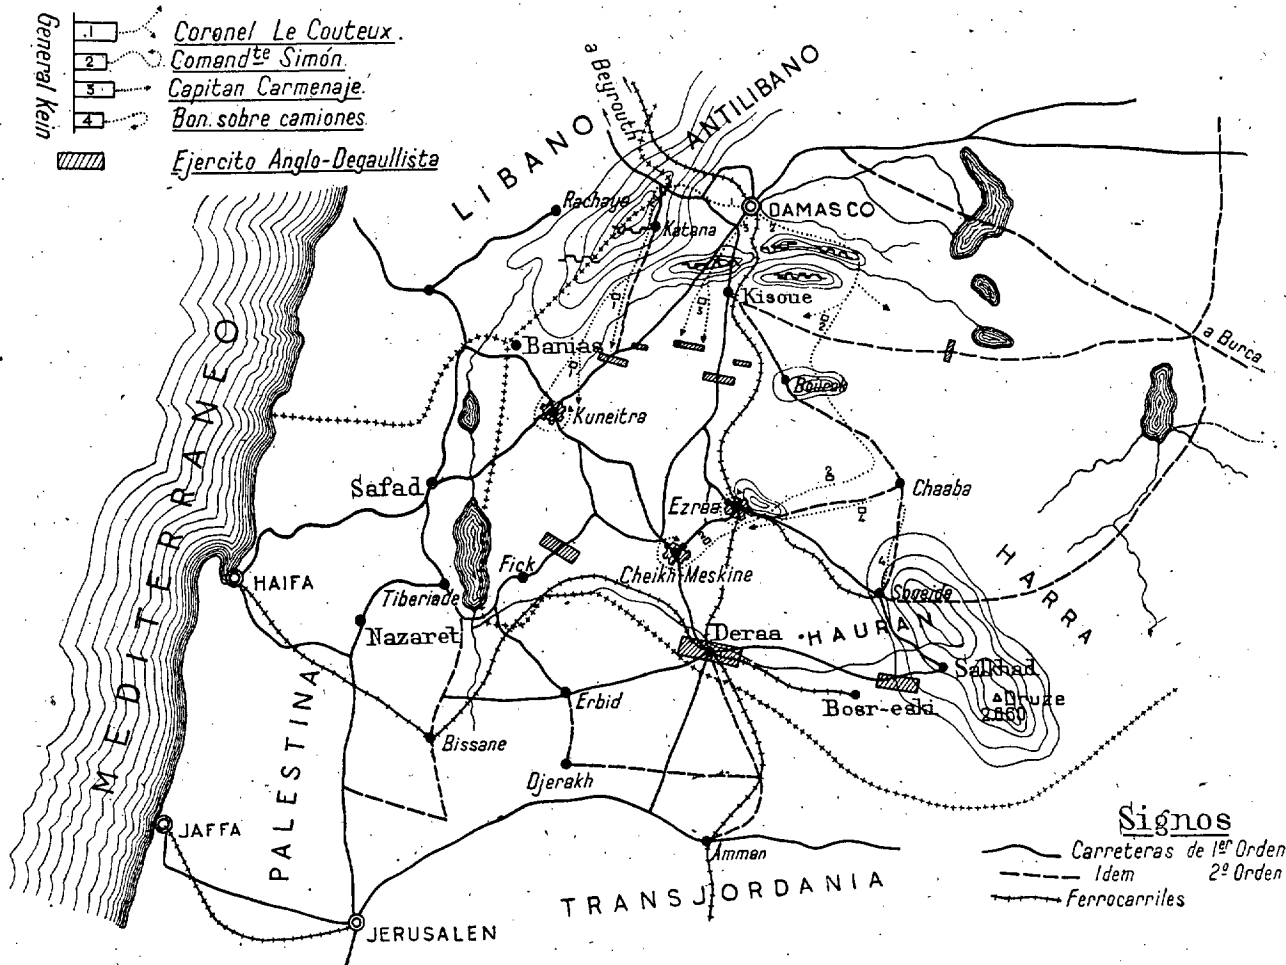 General Kein
1 Coronel Le Couteux.
2 Comandte Simón.
3 Capitan Carmenaje.
4 Bon. sobre camiones
Ejercito Anglo-Degaullista
a Beyrouth
ANTILIBANO
LIBANO
Rachaya
Katana
DAMASCO
Kisoue
a Burca
Banias
Kuneitra
MEDITERRANEO
Safad
Ezraa
Chaaba
HAIFA
Tiberiade
Fick
Cheikh-Meskine
HARRA
Nazaret
Deraa
HAURAN
Salkhad
Druze
Erbid
Bosr-eski
PALESTINA
Bissane
Djerakh
JAFFA
Amman
TRANSJORDANIA
JERUSALEN
Signos
Carreteras de 1er Orden
Idem 2º Orden
Ferrocarriles